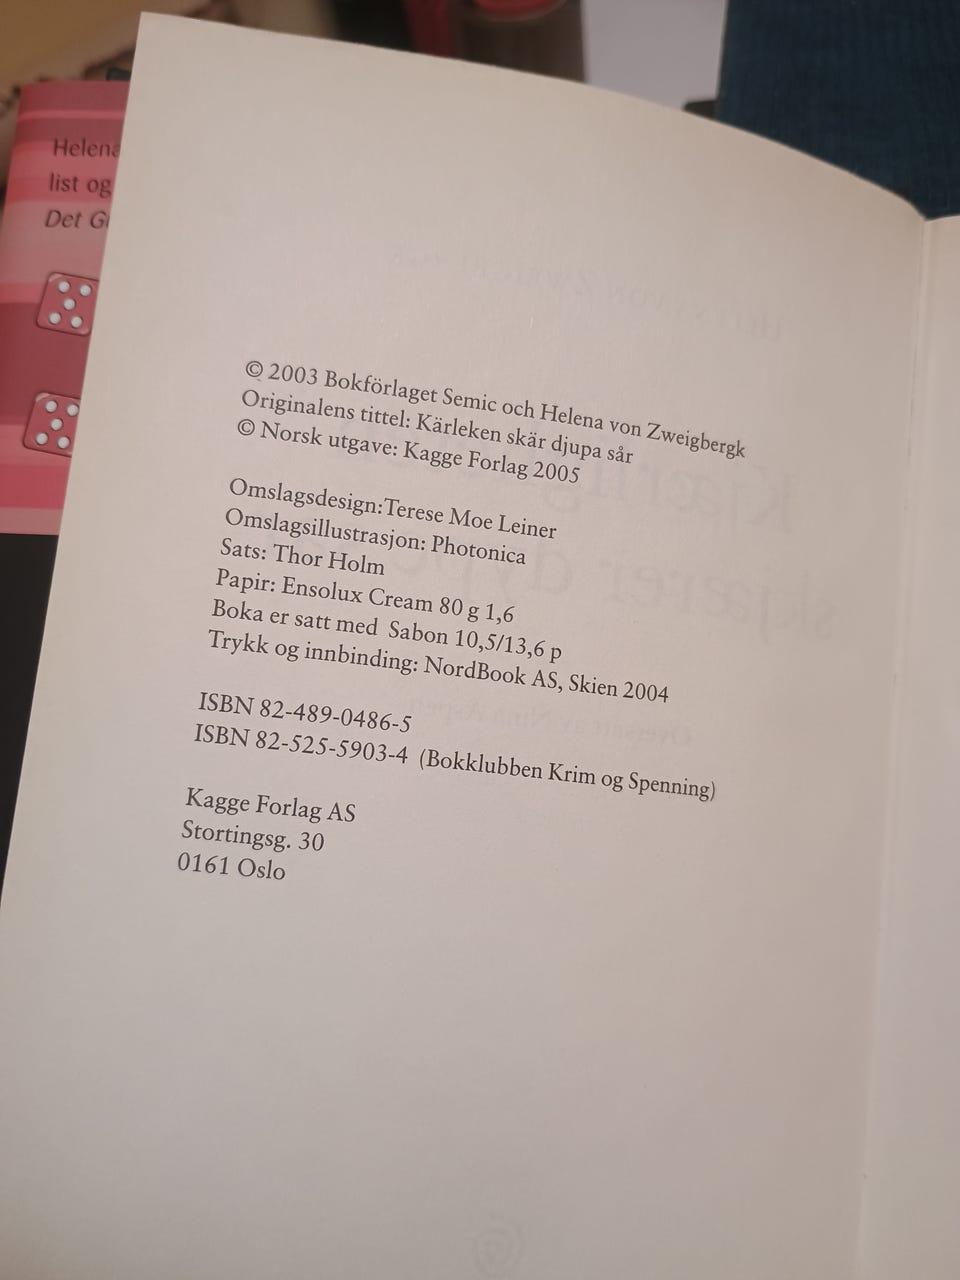 Helena
list og
Det G
© 2003 Bokförlaget Semic och Helena von Zweigbergk
Originalens tittel: Kärleken skär djupa sår
© Norsk utgave: Kagge Forlag 2005
Omslagsdesign: Terese Moe Leiner
Omslagsillustrasjon: Photonica
Sats: Thor Holm
Papir: Ensolux Cream 80 g 1,6
Boka er satt med Sabon 10,5/13,6 p
Trykk og innbinding: NordBook AS, Skien 2004
ISBN 82-489-0486-5
ISBN 82-525-5903-4 (Bokklubben Krim og Spenning)
Kagge Forlag AS
Stortingsg. 30
0161 Oslo